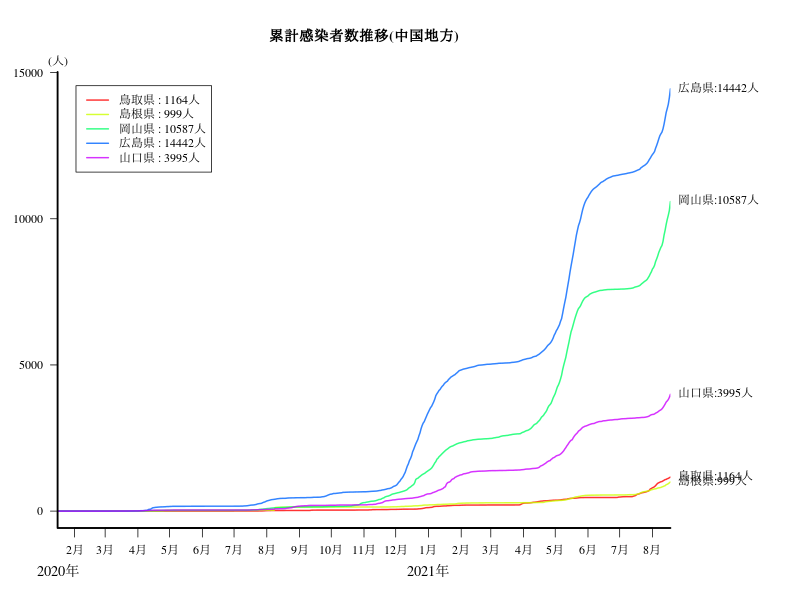 累計感染者数推移(中国地方)
(人)
15000
10000
5000
0
鳥取県 : 1164人
島根県 : 999人
岡山県 : 10587人
広島県 : 14442人
山口県 : 3995人
広島県:14442人
岡山県:10587人
山口県:3995人
鳥取県:1164人
島根県:999人
2月 3月 4月 5月 6月 7月 8月 9月 10月 11月 12月 1月 2月 3月 4月 5月 6月 7月 8月
2020年 2021年